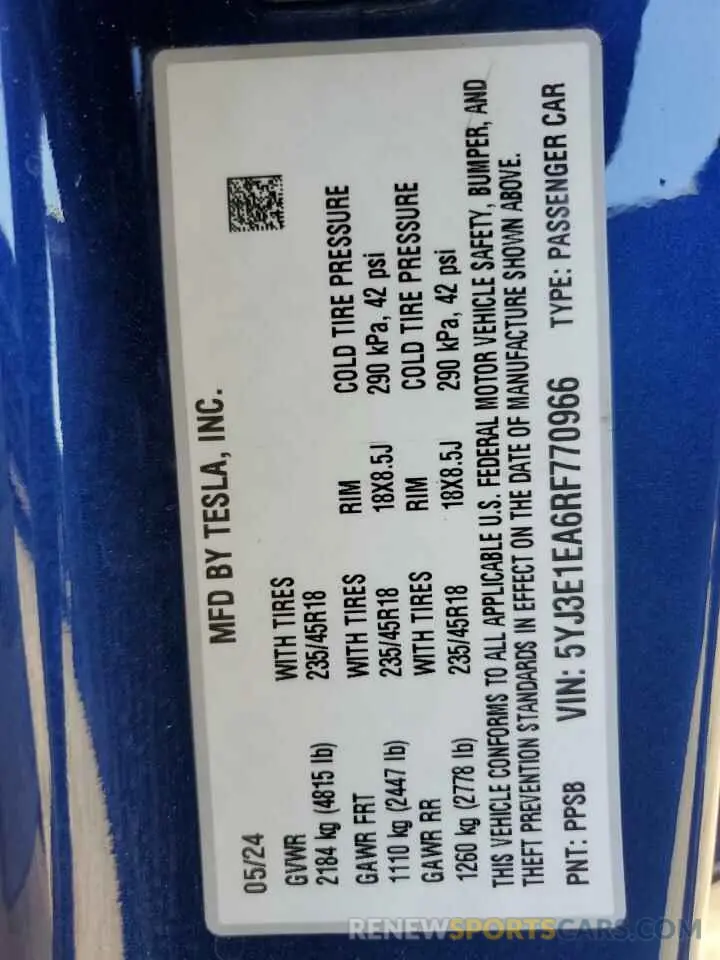 MFD BY TESLA, INC.
05/24
GVWR WITH TIRES
2184 kg (4815 lb) 235/45R18
GAWR FRT WITH TIRES RIM COLD TIRE PRESSURE
1110 kg (2447 lb) 235/45R18 18X8.5J 290 kPa, 42 psi
GAWR RR WITH TIRES RIM COLD TIRE PRESSURE
1260 kg (2778 lb) 235/45R18 18X8.5J 290 kPa, 42 psi
THIS VEHICLE CONFORMS TO ALL APPLICABLE U.S. FEDERAL MOTOR VEHICLE SAFETY, BUMPER, AND
THEFT PREVENTION STANDARDS IN EFFECT ON THE DATE OF MANUFACTURE SHOWN ABOVE.
PNT: PPSB VIN: 5YJ3E1EA6RF770966 TYPE: PASSENGER CAR
RENEWSPORTSCARS.COM